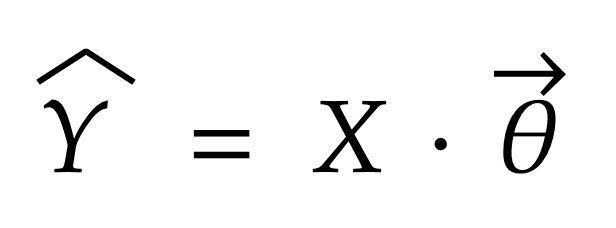 Ŷ = X · θ⃗